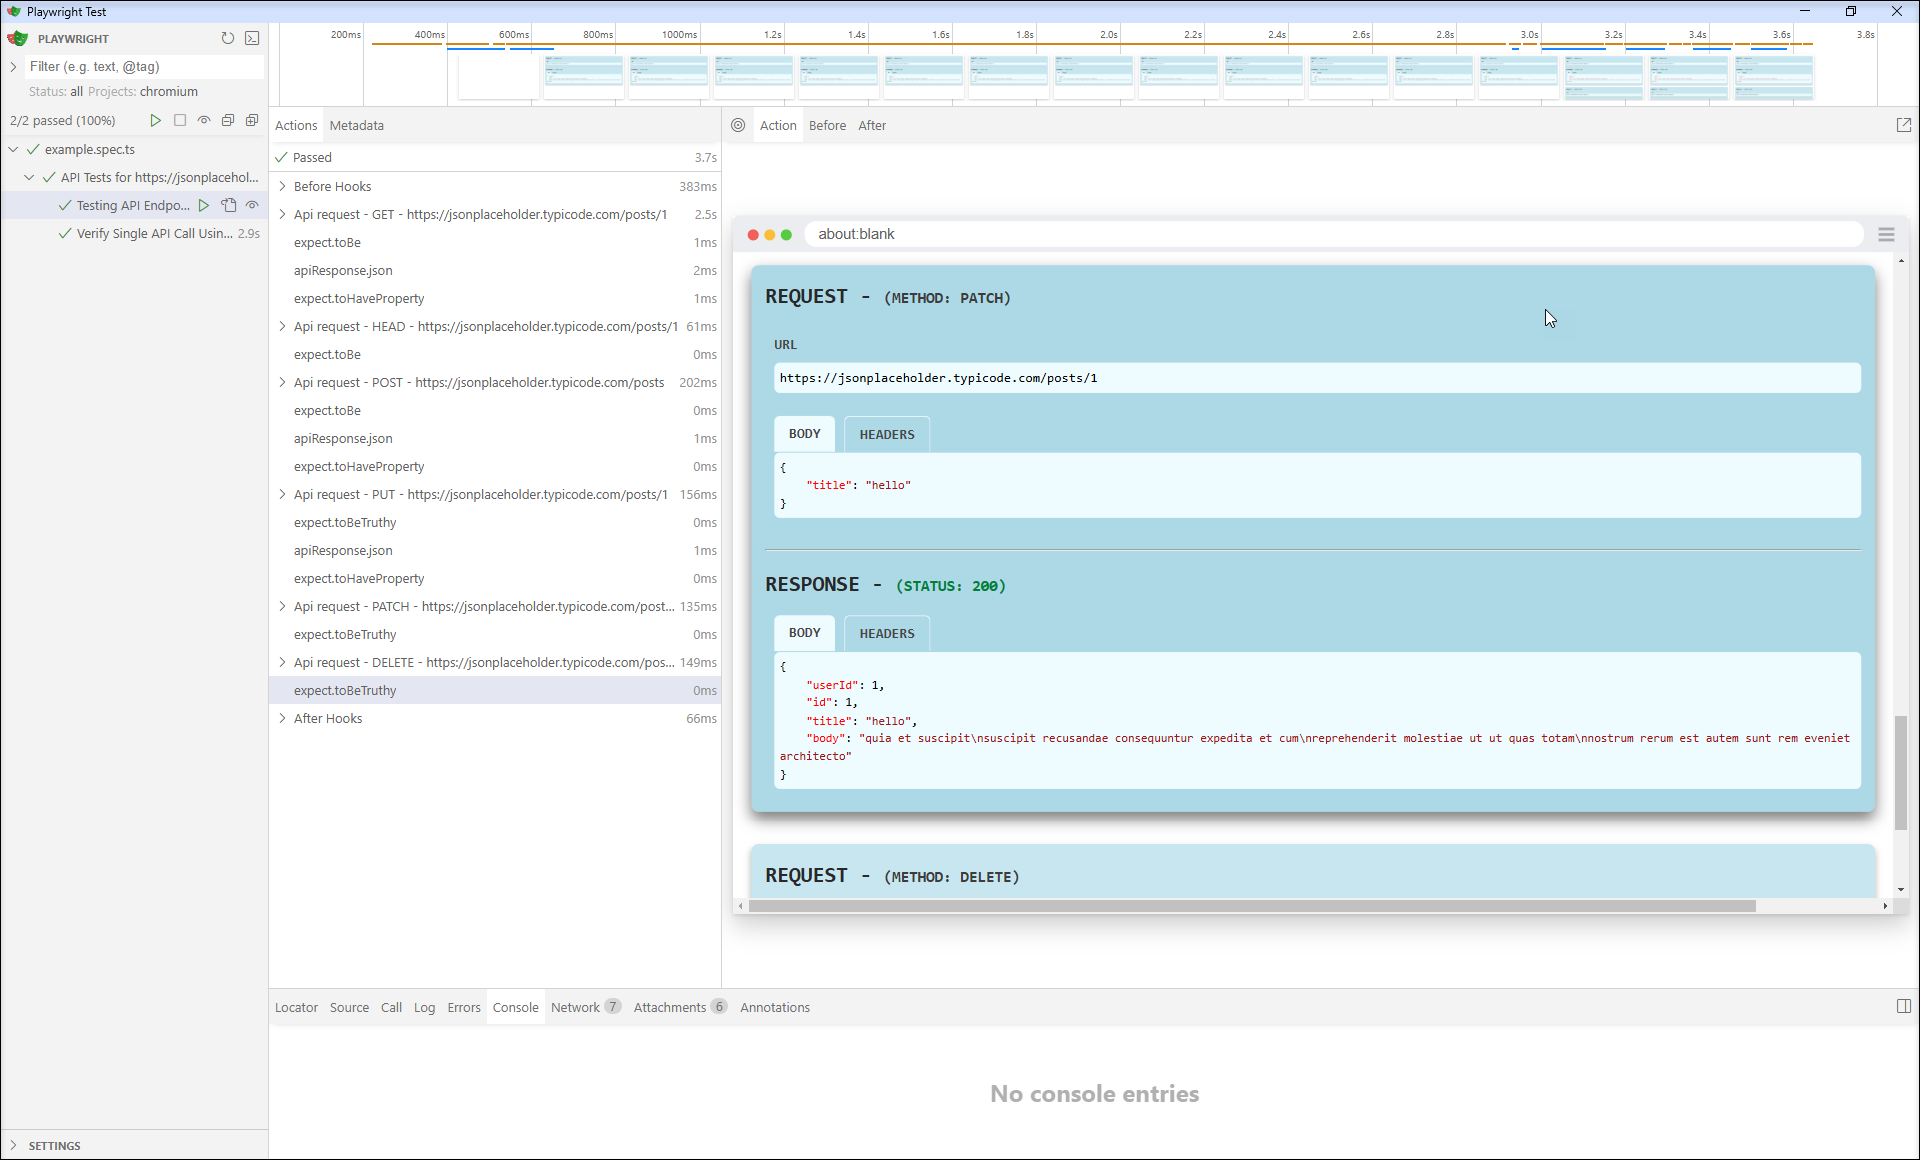 Playwright Test
PLAYWRIGHT
Filter (e.g. text, @tag)
Status: all Projects: chromium
2/2 passed (100%)
example.spec.ts
API Tests for https://jsonplacehol...
Testing API Endpo...
Verify Single API Call Usin... 2.9s
SETTINGS
200ms 400ms 600ms 800ms 1000ms 1.2s 1.4s 1.6s 1.8s 2.0s 2.2s 2.4s 2.6s 2.8s 3.0s 3.2s 3.4s 3.6s 3.8s
Actions Metadata
Passed 3.7s
Before Hooks 383ms
Api request - GET - https://jsonplaceholder.typicode.com/posts/1 2.5s
expect.toBe 1ms
apiResponse.json 2ms
expect.toHaveProperty 1ms
Api request - HEAD - https://jsonplaceholder.typicode.com/posts/1 61ms
expect.toBe 0ms
Api request - POST - https://jsonplaceholder.typicode.com/posts 202ms
expect.toBe 0ms
apiResponse.json 1ms
expect.toHaveProperty 0ms
Api request - PUT - https://jsonplaceholder.typicode.com/posts/1 156ms
expect.toBeTruthy 0ms
apiResponse.json 1ms
expect.toHaveProperty 0ms
Api request - PATCH - https://jsonplaceholder.typicode.com/post... 135ms
expect.toBeTruthy 0ms
Api request - DELETE - https://jsonplaceholder.typicode.com/pos... 149ms
expect.toBeTruthy 0ms
After Hooks 66ms
Action Before After
about:blank
REQUEST - (METHOD: PATCH)
URL
https://jsonplaceholder.typicode.com/posts/1
BODY HEADERS
{
"title": "hello"
}
RESPONSE - (STATUS: 200)
BODY HEADERS
{
"userId": 1,
"id": 1,
"title": "hello",
"body": "quia et suscipit\nsuscipit recusandae consequuntur expedita et cum\nreprehenderit molestiae ut ut quas totam\nnostrum rerum est autem sunt rem eveniet
architecto"
}
REQUEST - (METHOD: DELETE)
Locator Source Call Log Errors Console Network 7 Attachments 6 Annotations
No console entries